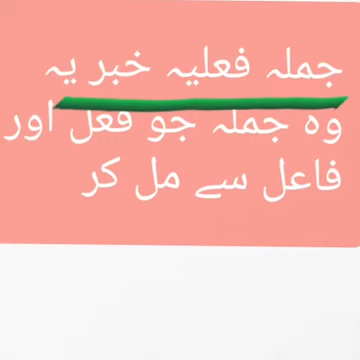 جملہ فعلیہ خبر یہ
وہ جملہ جو فعل اور
فاعل سے مل کر